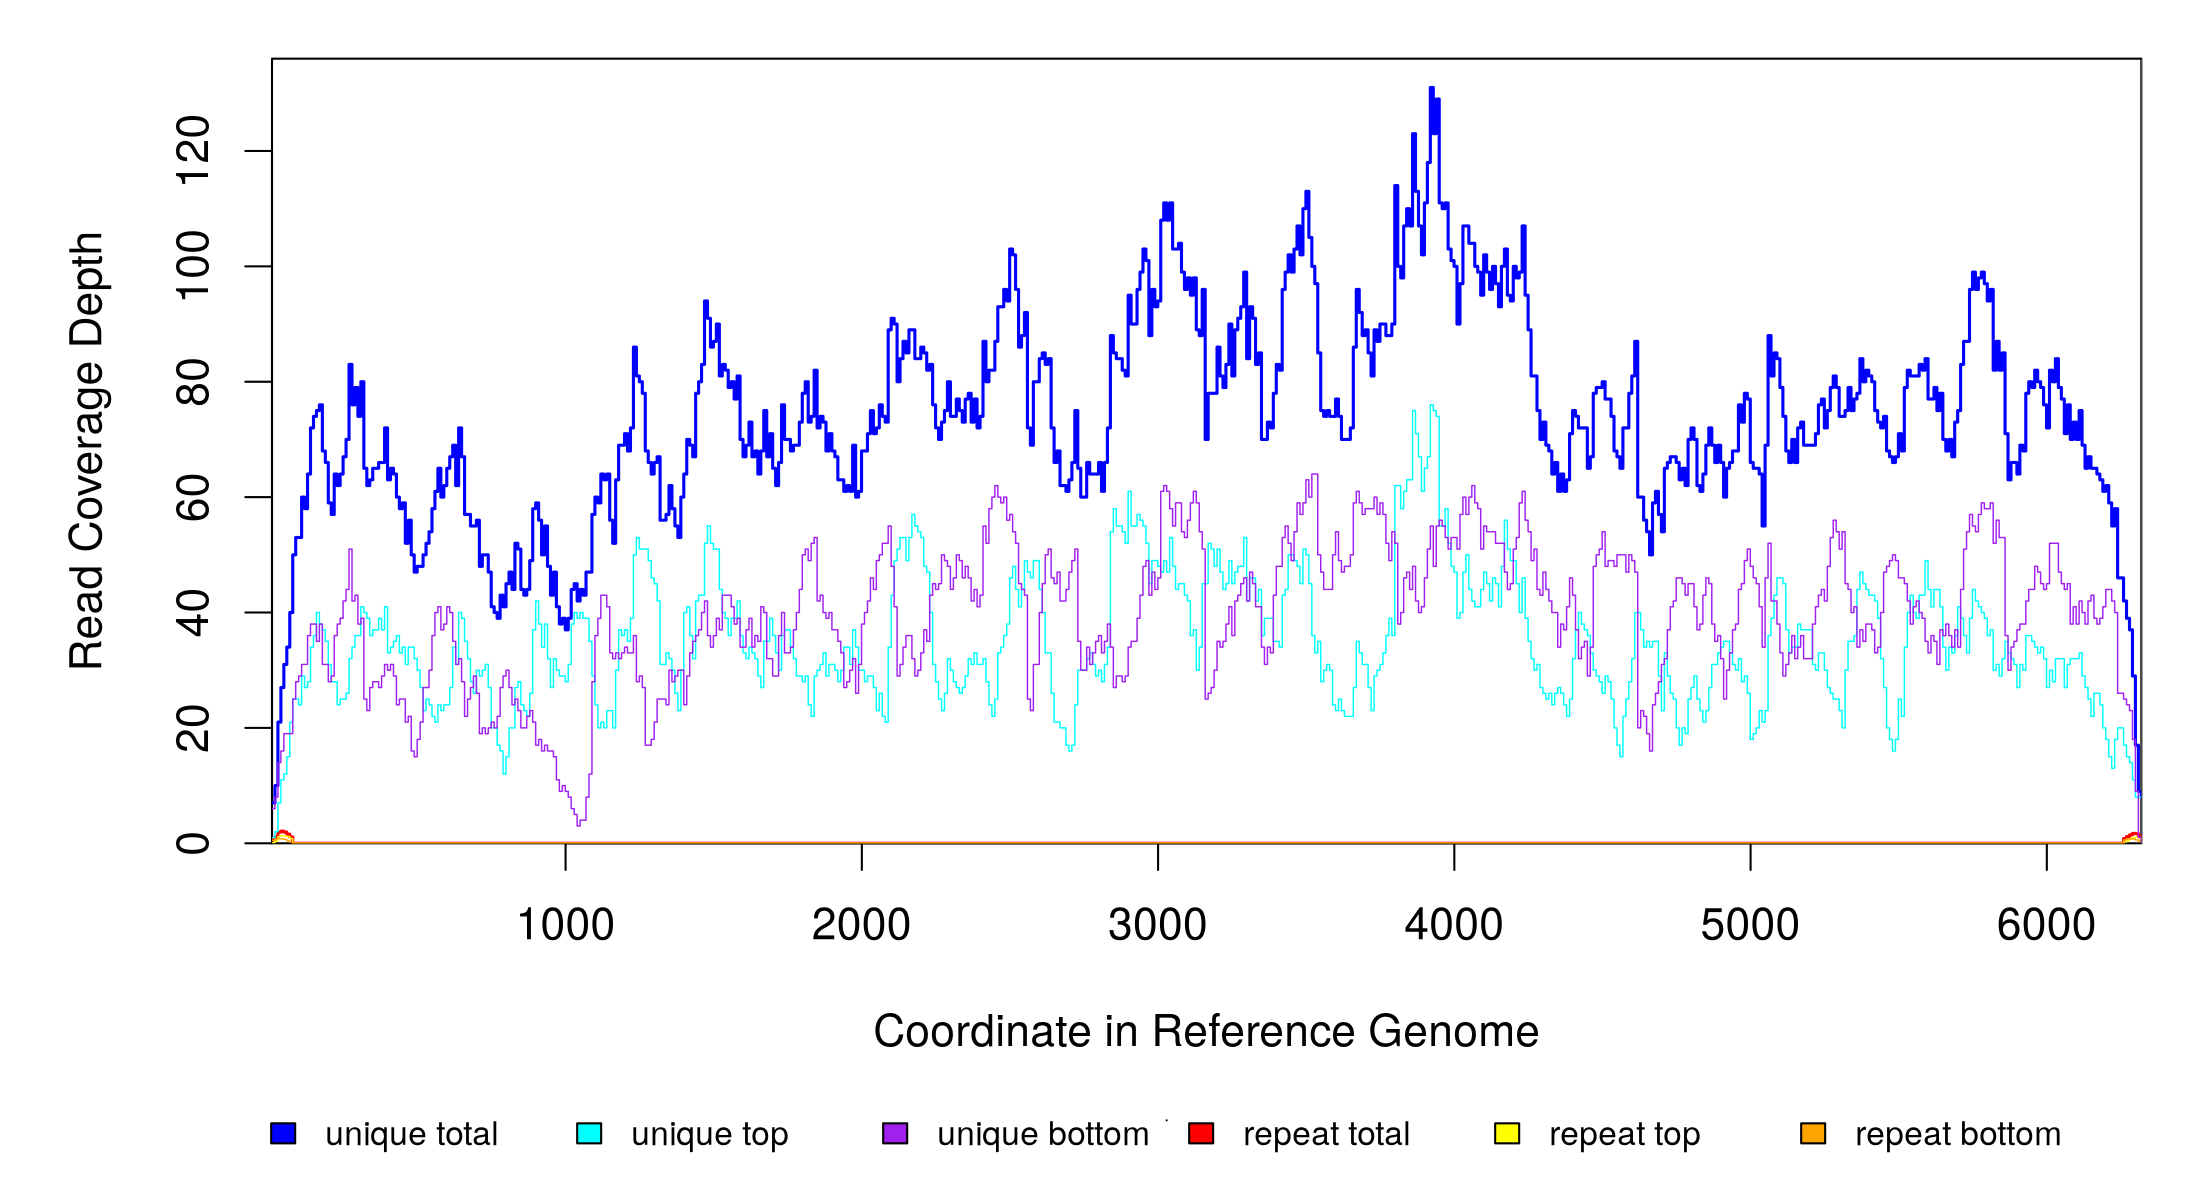 120
100
80
60
40
20
0
Read Coverage Depth
1000 2000 3000 4000 5000 6000
Coordinate in Reference Genome
unique total unique top unique bottom repeat total repeat top repeat bottom